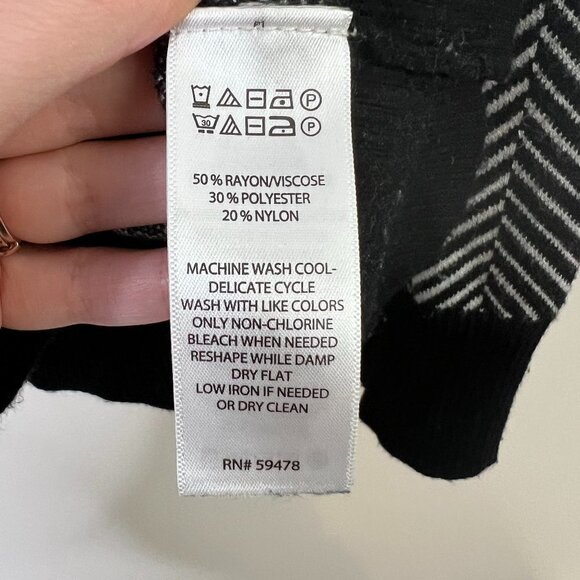 P
30 P
50% RAYON/VISCOSE
30% POLYESTER
20% NYLON
MACHINE WASH COOL-
DELICATE CYCLE
WASH WITH LIKE COLORS
ONLY NON-CHLORINE
BLEACH WHEN NEEDED
RESHAPE WHILE DAMP
DRY FLAT
LOW IRON IF NEEDED
OR DRY CLEAN
RN# 59478